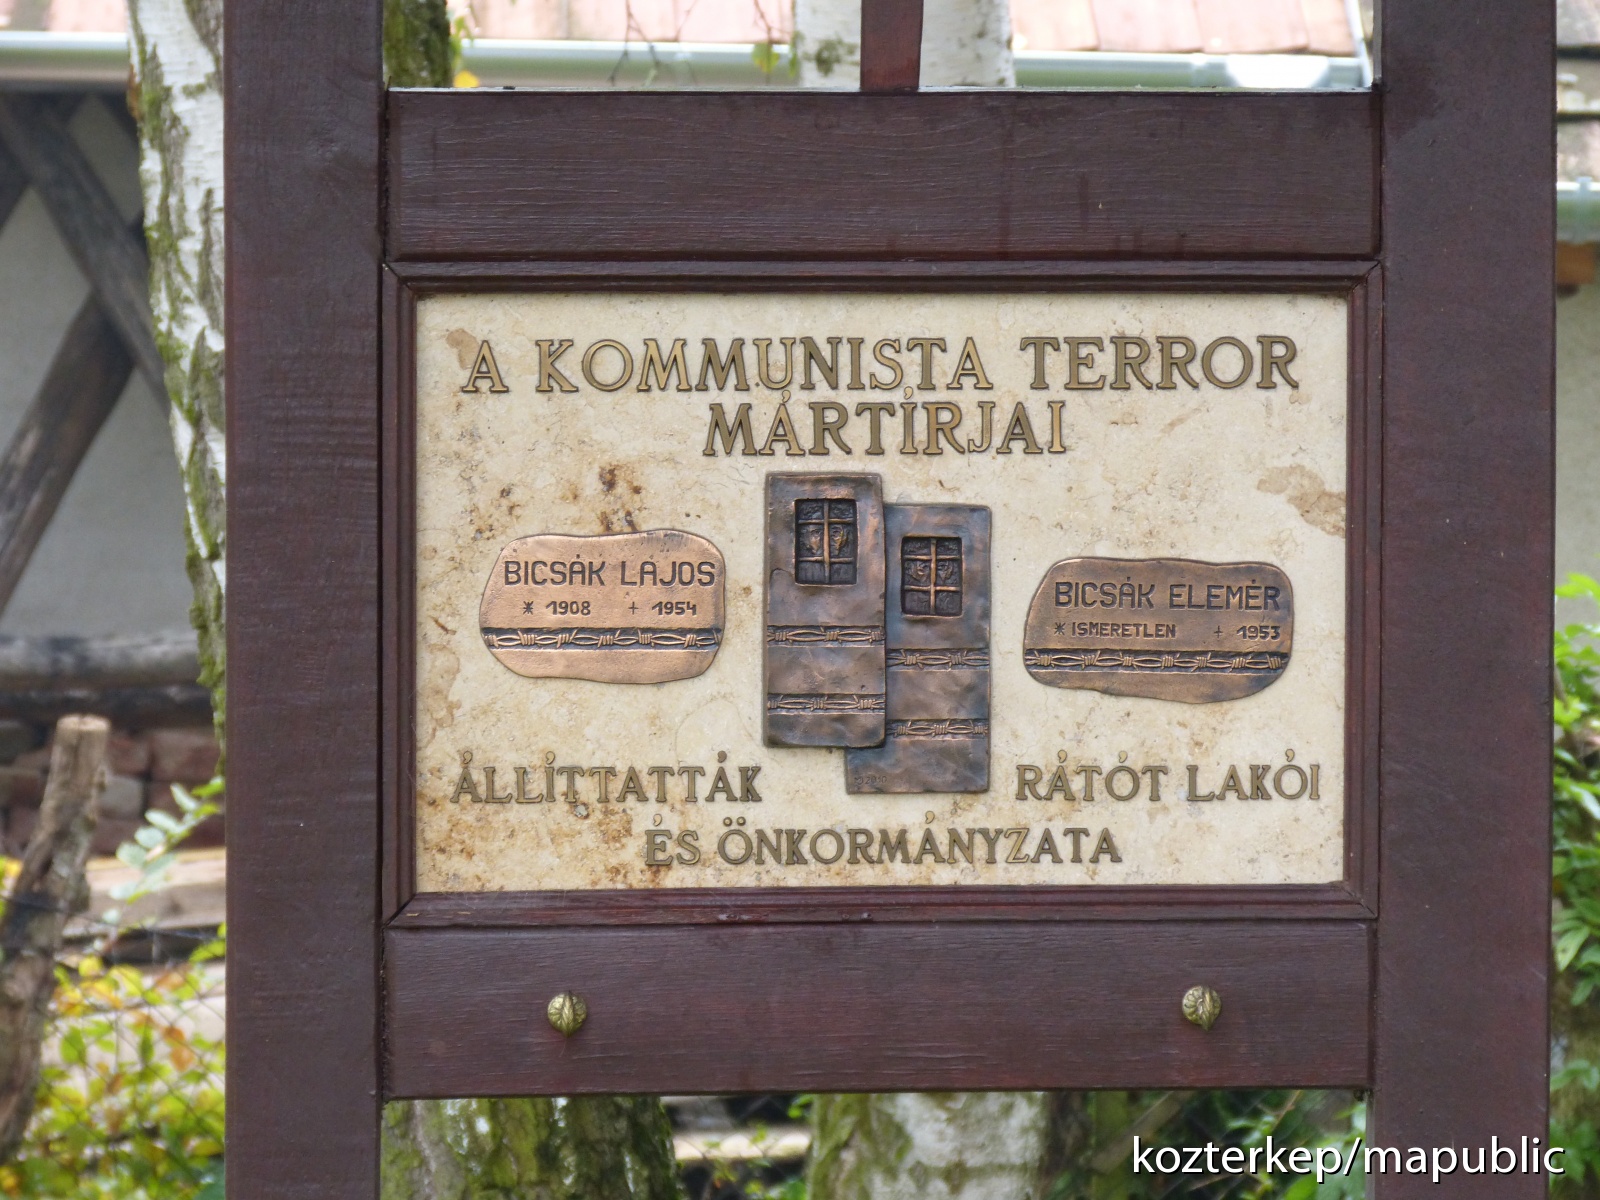 A KOMMUNISTA TERROR
MÁRTÍRJAI
BICSÁK LAJOS
* 1908 + 1954
BICSÁK ELEMÉR
* ISMERETLEN + 1953
ÁLLÍTTATTÁK RÁTÓT LAKÓI
ÉS ÖNKORMÁNYZATA
kozterkep/mapublic